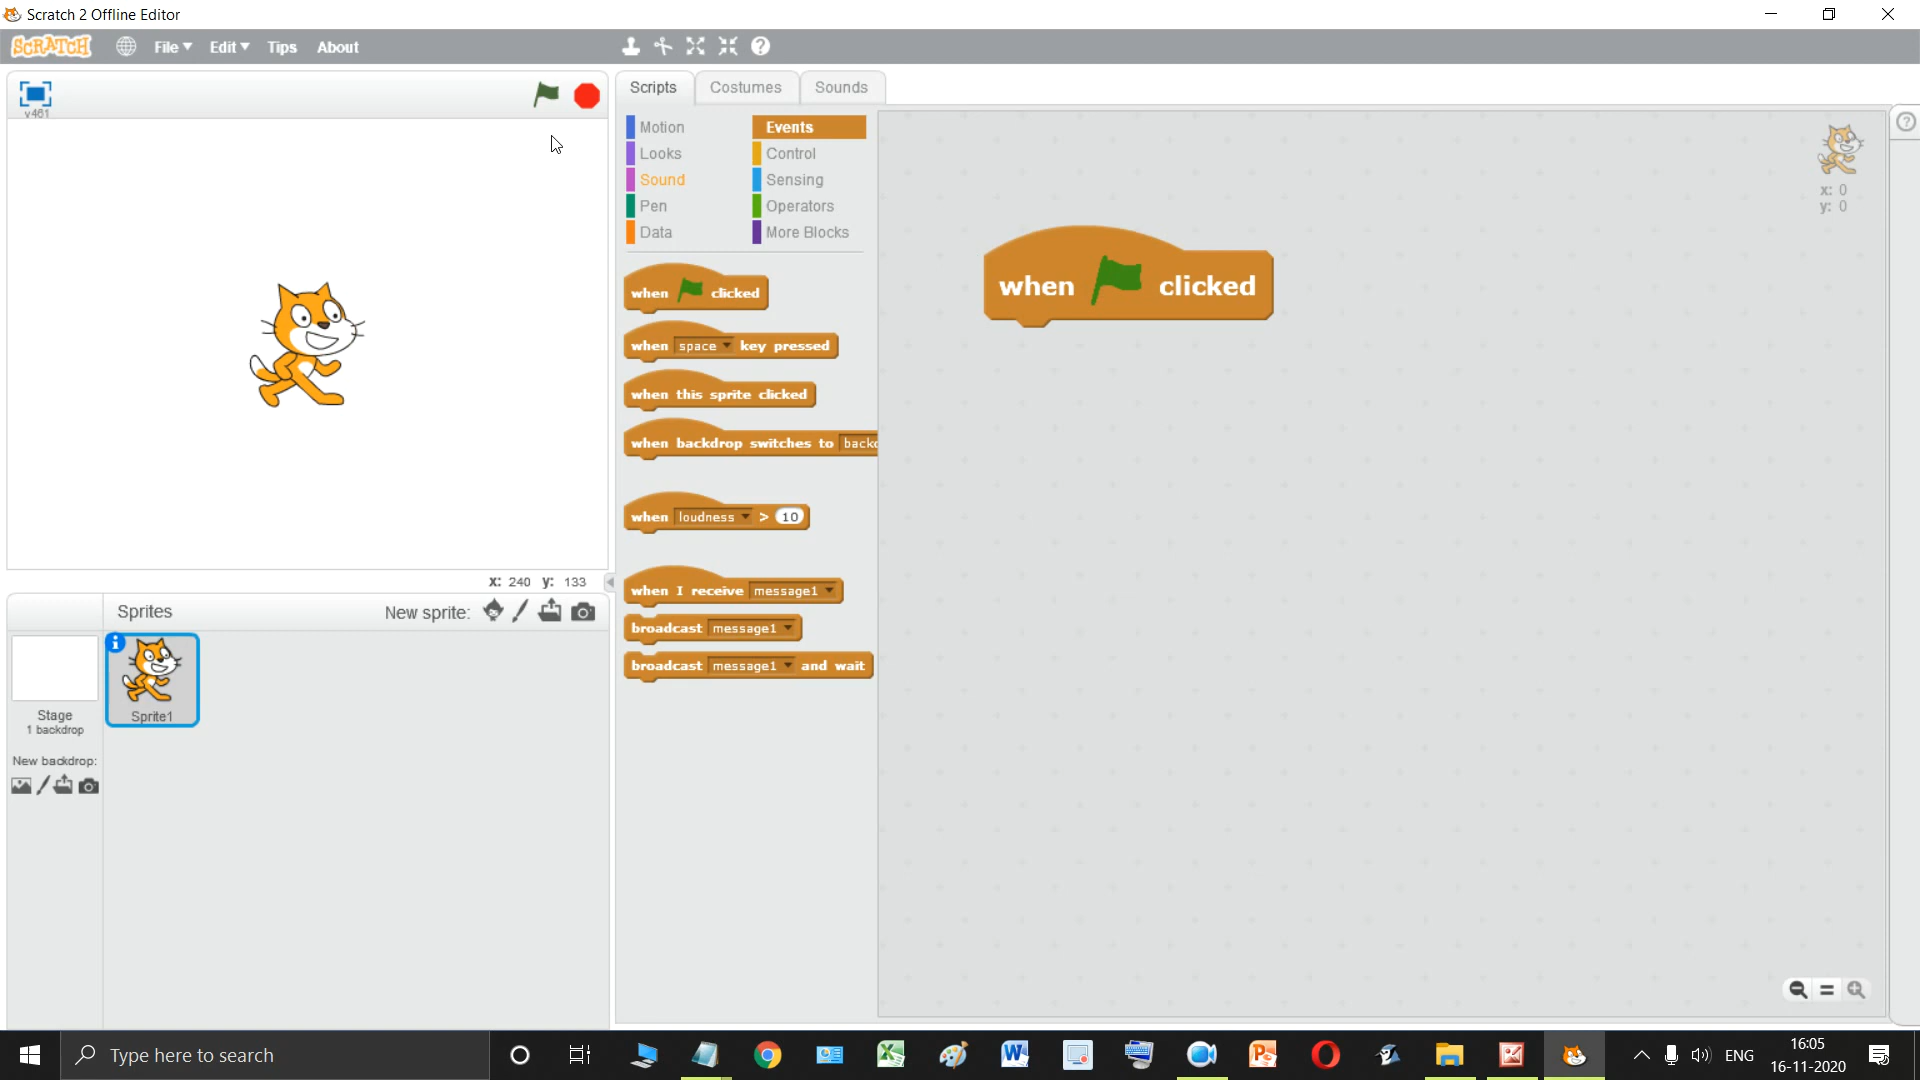 Scratch 2 Offline Editor
SCRATCH File Edit Tips About
v461
Scripts Costumes Sounds
Motion Events
Looks Control
Sound Sensing
Pen Operators
Data More Blocks
when clicked
when space key pressed
when this sprite clicked
when backdrop switches to backd
when loudness > 10
when I receive message1
broadcast message1
broadcast message1 and wait
when clicked
x: 0
y: 0
x: 240 y: 133
Sprites New sprite:
Sprite1
Stage
1 backdrop
New backdrop:
Type here to search
ENG
16:05
16-11-2020